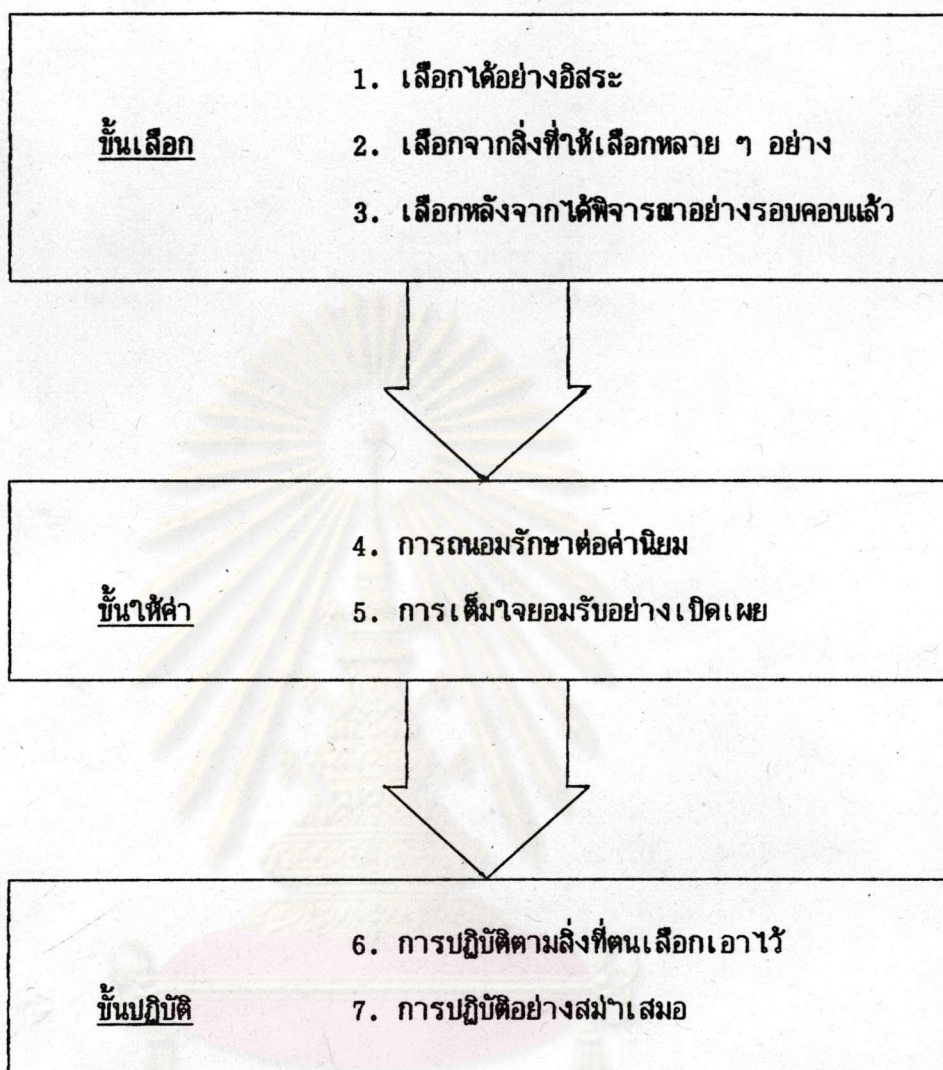 1. เลือกได้อย่างอิสระ
ขั้นเลือก 2. เลือกจากสิ่งที่ให้เลือกหลาย ๆ อย่าง
3. เลือกหลังจากได้พิจารณาอย่างรอบคอบแล้ว
4. การถนอมรักษาต่อค่านิยม
ขั้นให้ค่า 5. การเต็มใจยอมรับอย่างเปิดเผย
6. การปฏิบัติตามสิ่งที่ตนเลือกเอาไว้
ขั้นปฏิบัติ 7. การปฏิบัติอย่างสม่ำเสมอ